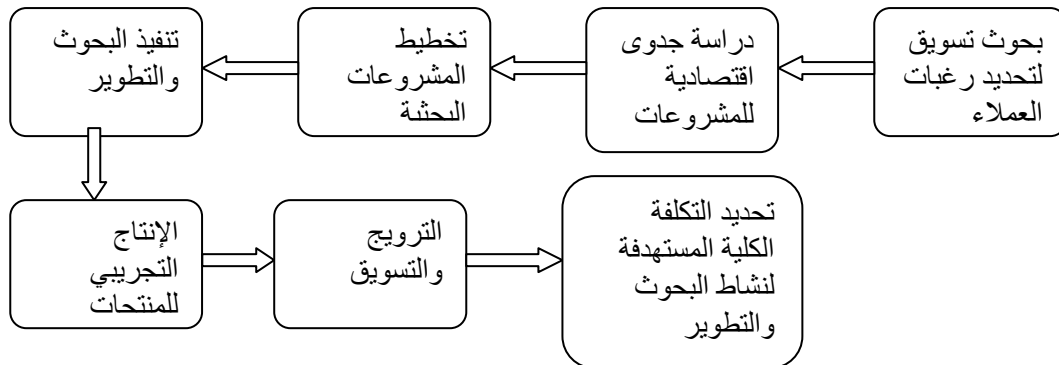 بحوث تسويق
لتحديد رغبات
العملاء
دراسة جدوى
اقتصادية
للمشروعات
تخطيط
المشروعات
البحثية
تنفيذ البحوث
والتطوير
الإنتاج
التجريبي
للمنتجات
الترويج
والتسويق
تحديد التكلفة
الكلية المستهدفة
لنشاط البحوث
والتطوير